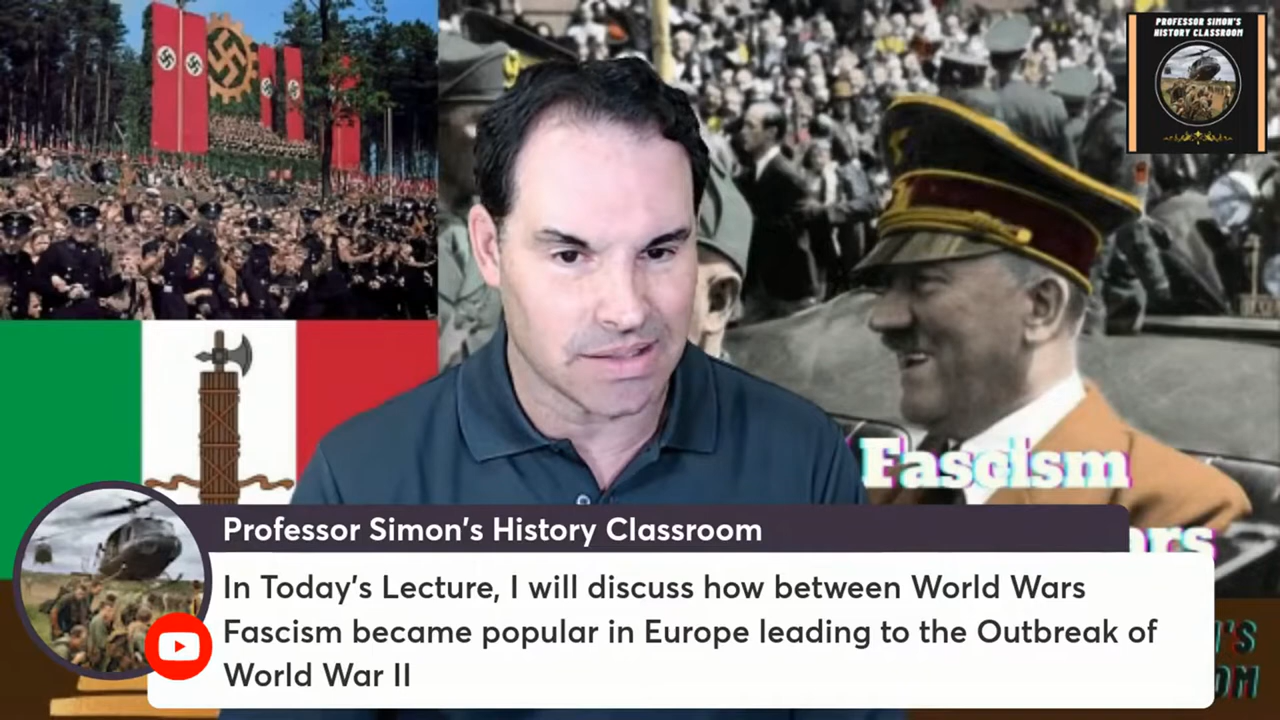 PROFESSOR SIMON'S
HISTORY CLASSROOM
Fascism
Professor Simon's History Classroom
In Today's Lecture, I will discuss how between World Wars
Fascism became popular in Europe leading to the Outbreak of
World War II